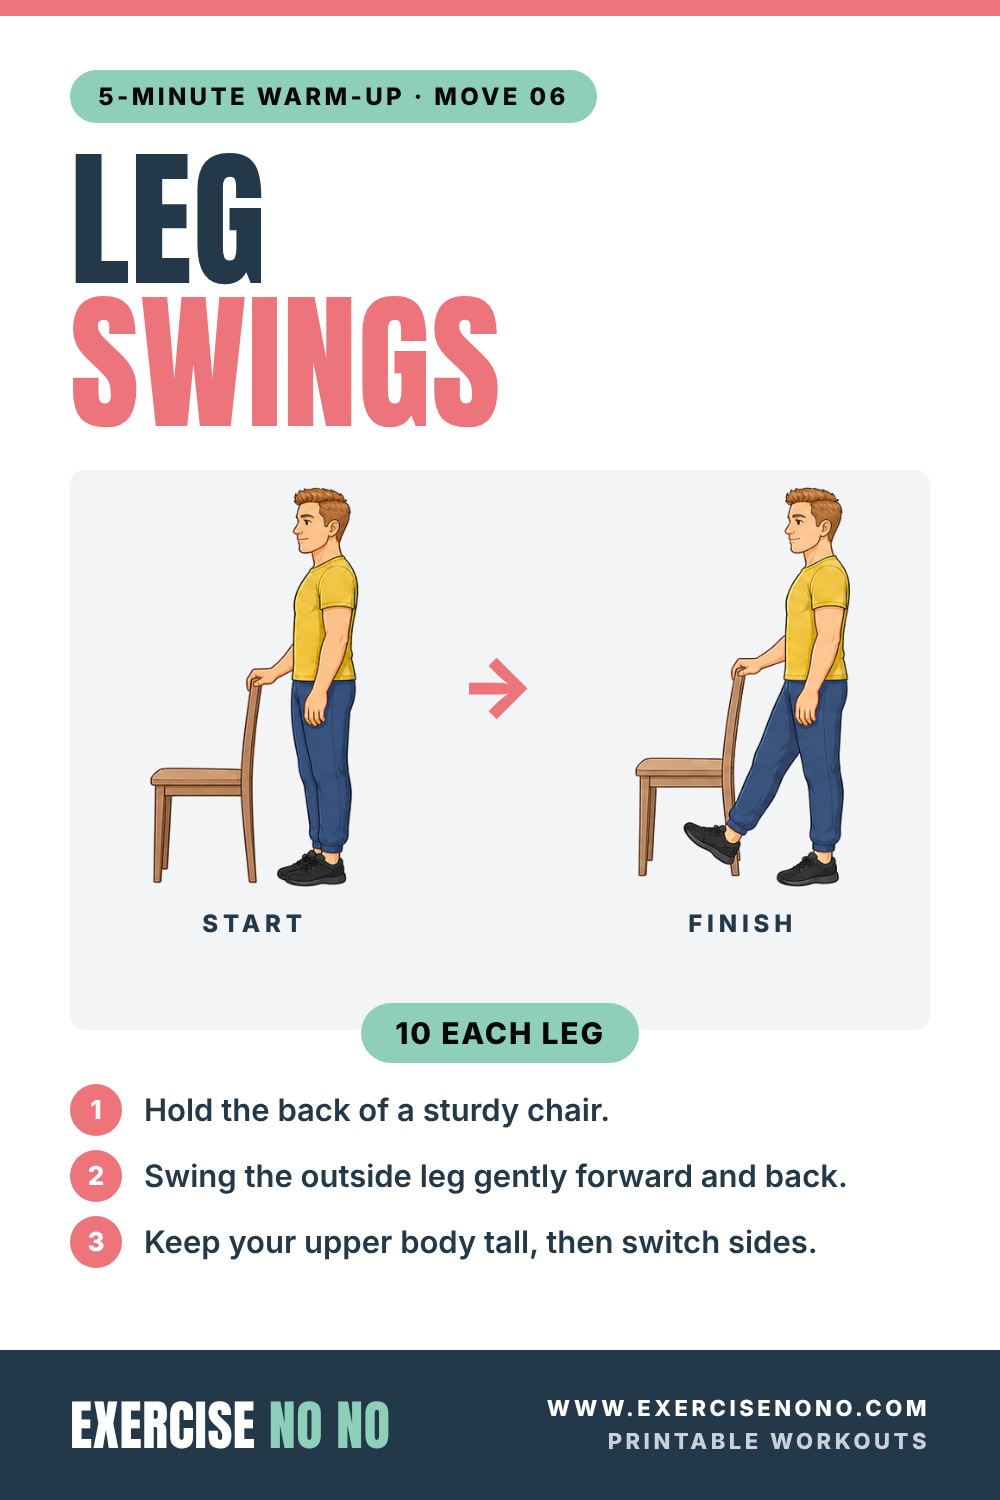 5-MINUTE WARM-UP · MOVE 06
LEG
SWINGS
START
FINISH
10 EACH LEG
1 Hold the back of a sturdy chair.
2 Swing the outside leg gently forward and back.
3 Keep your upper body tall, then switch sides.
EXERCISE NO NO
WWW.EXERCISENONO.COM
PRINTABLE WORKOUTS